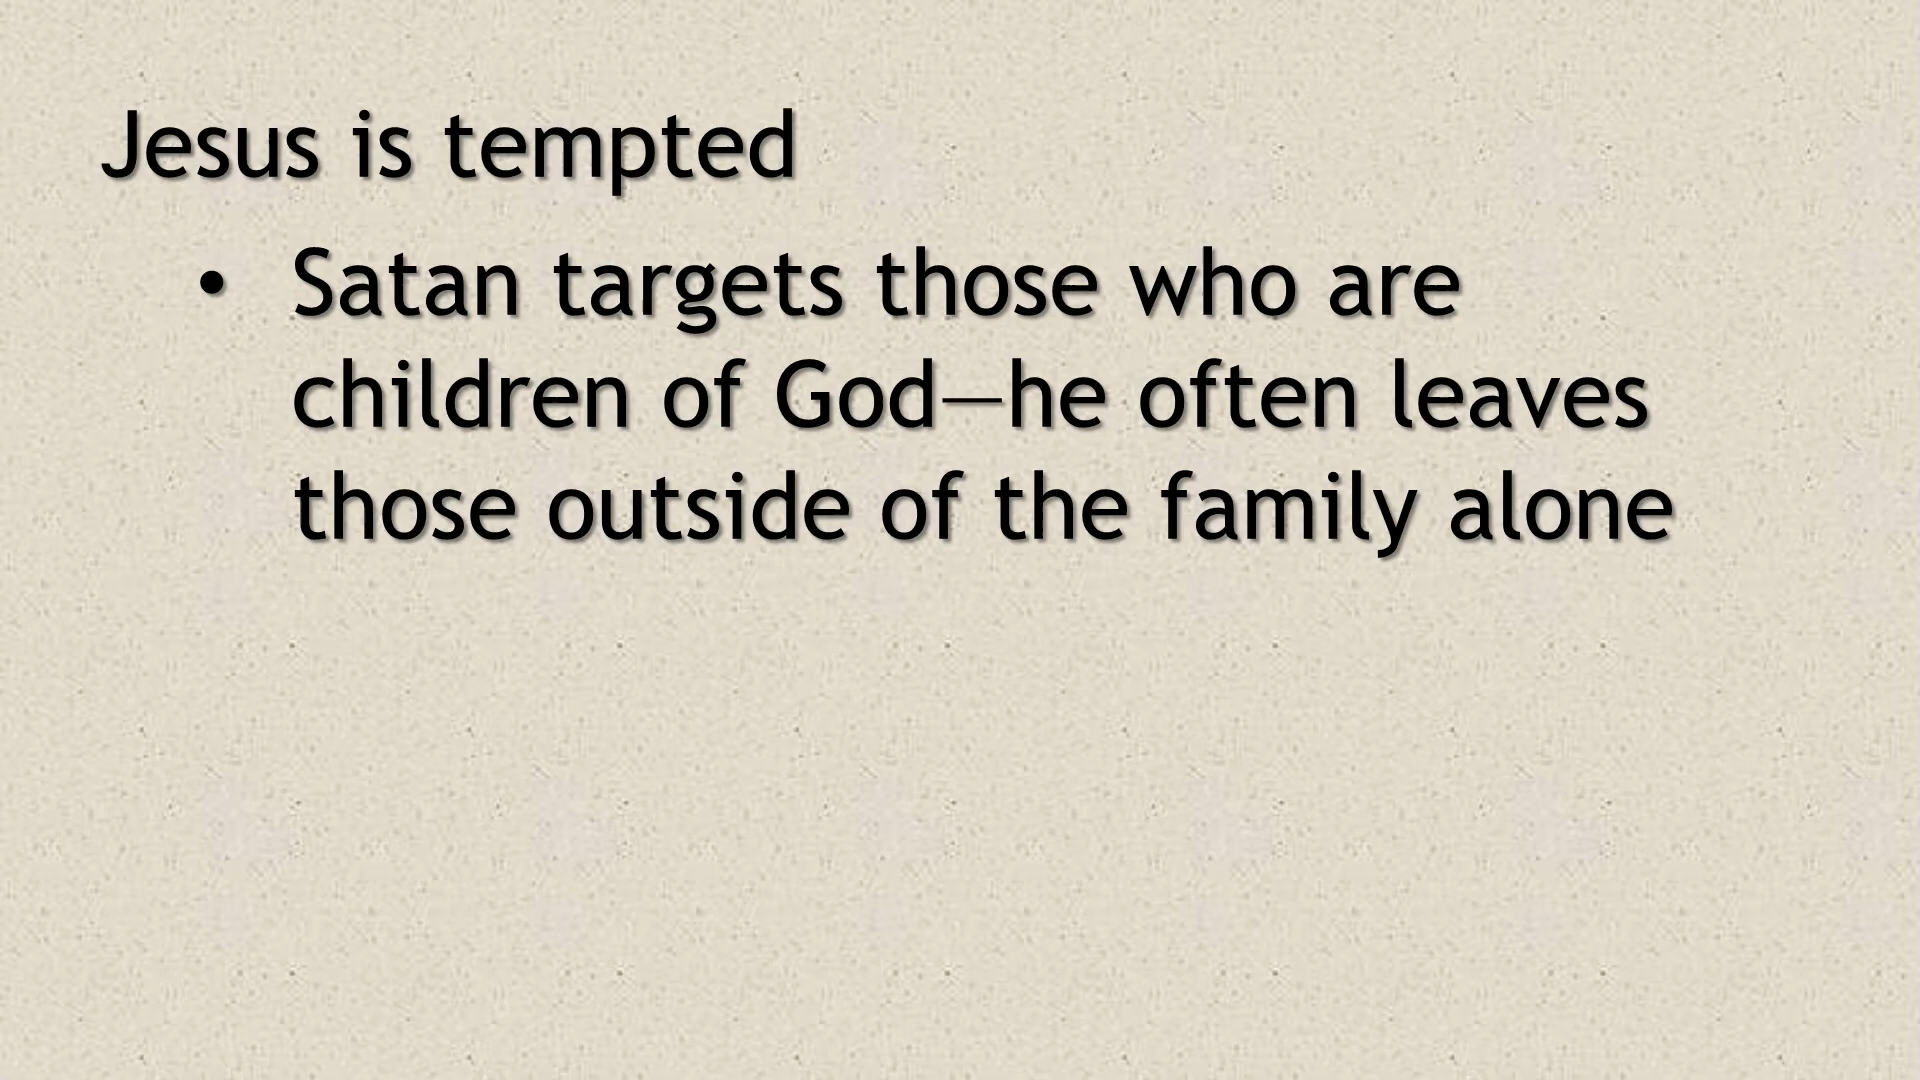 Jesus is tempted
• Satan targets those who are
children of God—he often leaves
those outside of the family alone